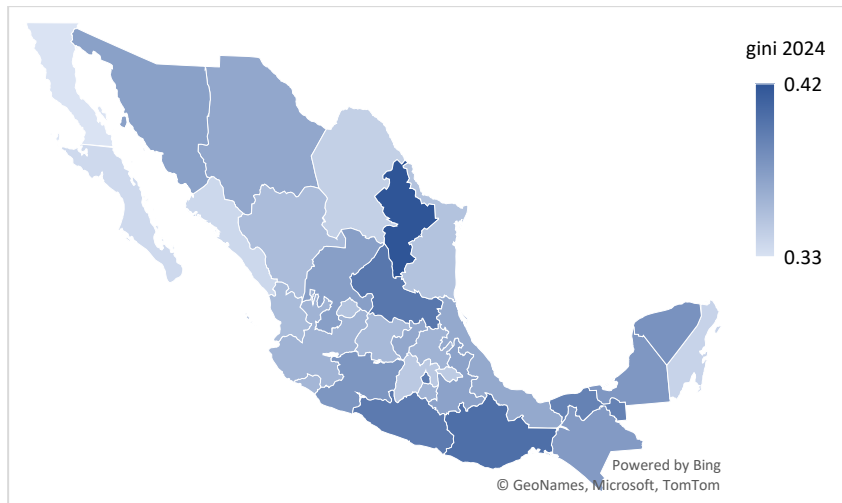 gini 2024
0.42
0.33
Powered by Bing
© GeoNames, Microsoft, TomTom